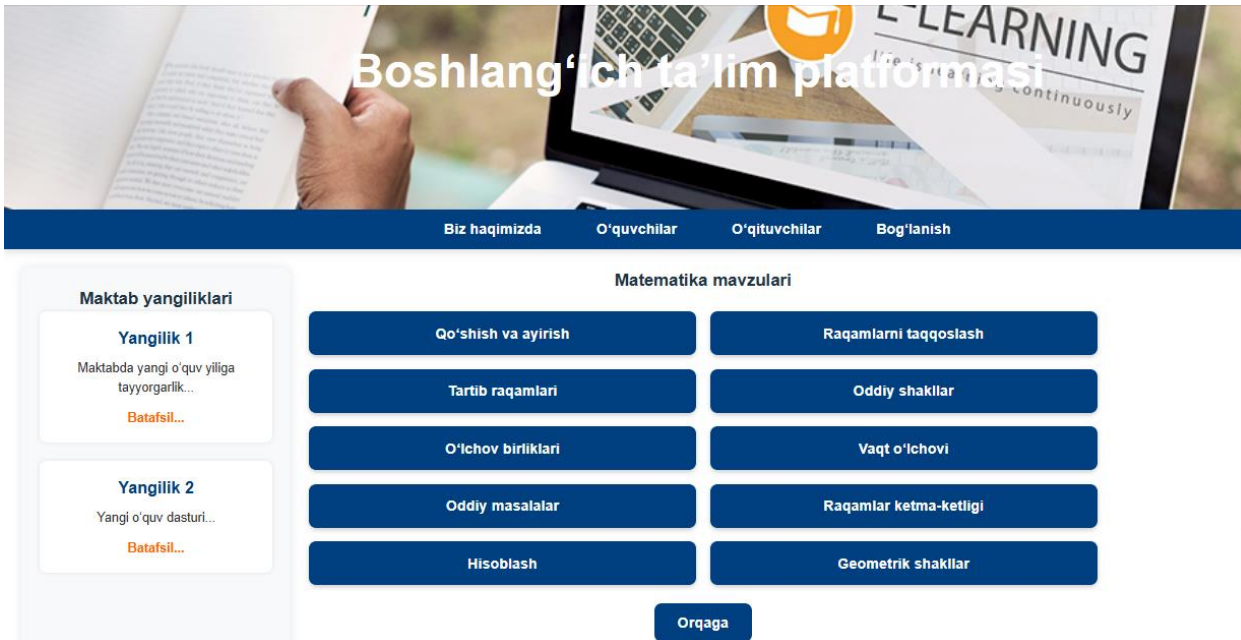 E-LEARNING
Boshlang‘ich ta’lim platformasi
continuously
Biz haqimizda O‘quvchilar O‘qituvchilar Bog‘lanish
Maktab yangiliklari
Yangilik 1
Maktabda yangi o‘quv yiliga
tayyorgarlik...
Batafsil...
Yangilik 2
Yangi o‘quv dasturi...
Batafsil...
Matematika mavzulari
Qo‘shish va ayirish Raqamlarni taqqoslash
Tartib raqamlari Oddiy shakllar
O‘lchov birliklari Vaqt o‘lchovi
Oddiy masalalar Raqamlar ketma-ketligi
Hisoblash Geometrik shakllar
Orqaga